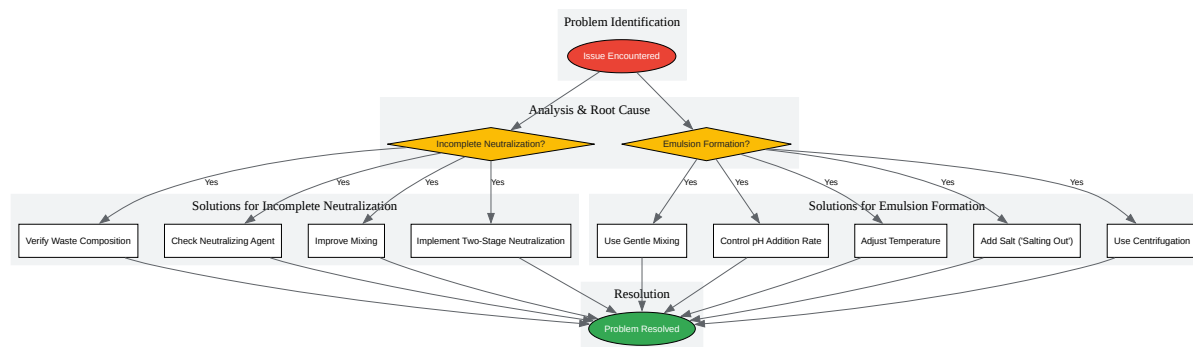 Problem Identification
Issue Encountered
Analysis & Root Cause
Incomplete Neutralization?
Emulsion Formation?
Yes
Yes
Yes
Yes
Yes
Yes
Yes
Yes
Yes
Solutions for Incomplete Neutralization
Solutions for Emulsion Formation
Verify Waste Composition
Check Neutralizing Agent
Improve Mixing
Implement Two-Stage Neutralization
Use Gentle Mixing
Control pH Addition Rate
Adjust Temperature
Add Salt ('Salting Out')
Use Centrifugation
Resolution
Problem Resolved